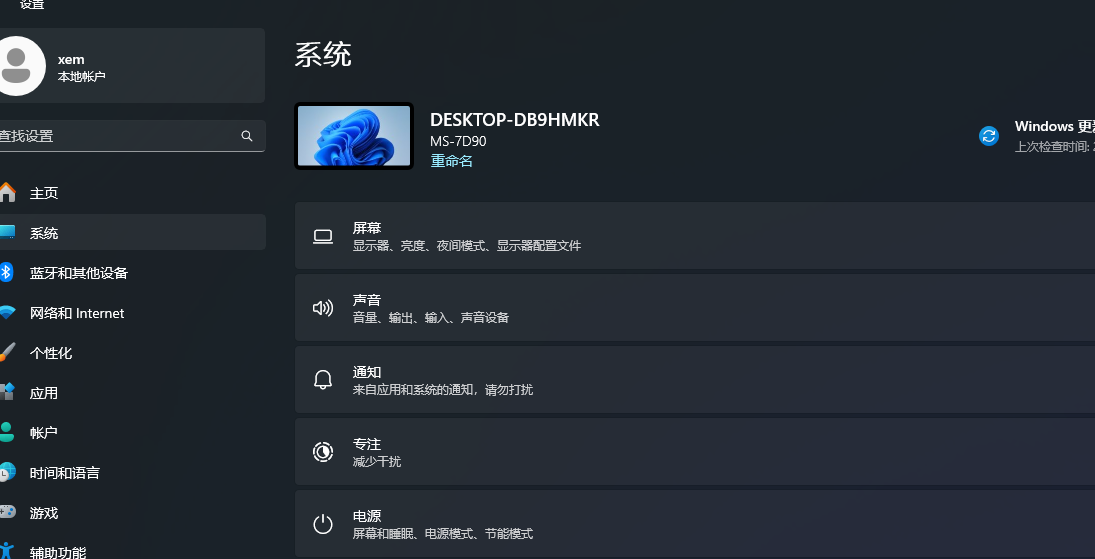 设置
xem
本地帐户
查找设置
主页
系统
蓝牙和其他设备
网络和 Internet
个性化
应用
帐户
时间和语言
游戏
辅助功能
系统
DESKTOP-DB9HMKR
MS-7D90
重命名
Windows 更新
上次检查时间:
屏幕
显示器、亮度、夜间模式、显示器配置文件
声音
音量、输出、输入、声音设备
通知
来自应用和系统的通知，请勿打扰
专注
减少干扰
电源
屏幕和睡眠、电源模式、节能模式